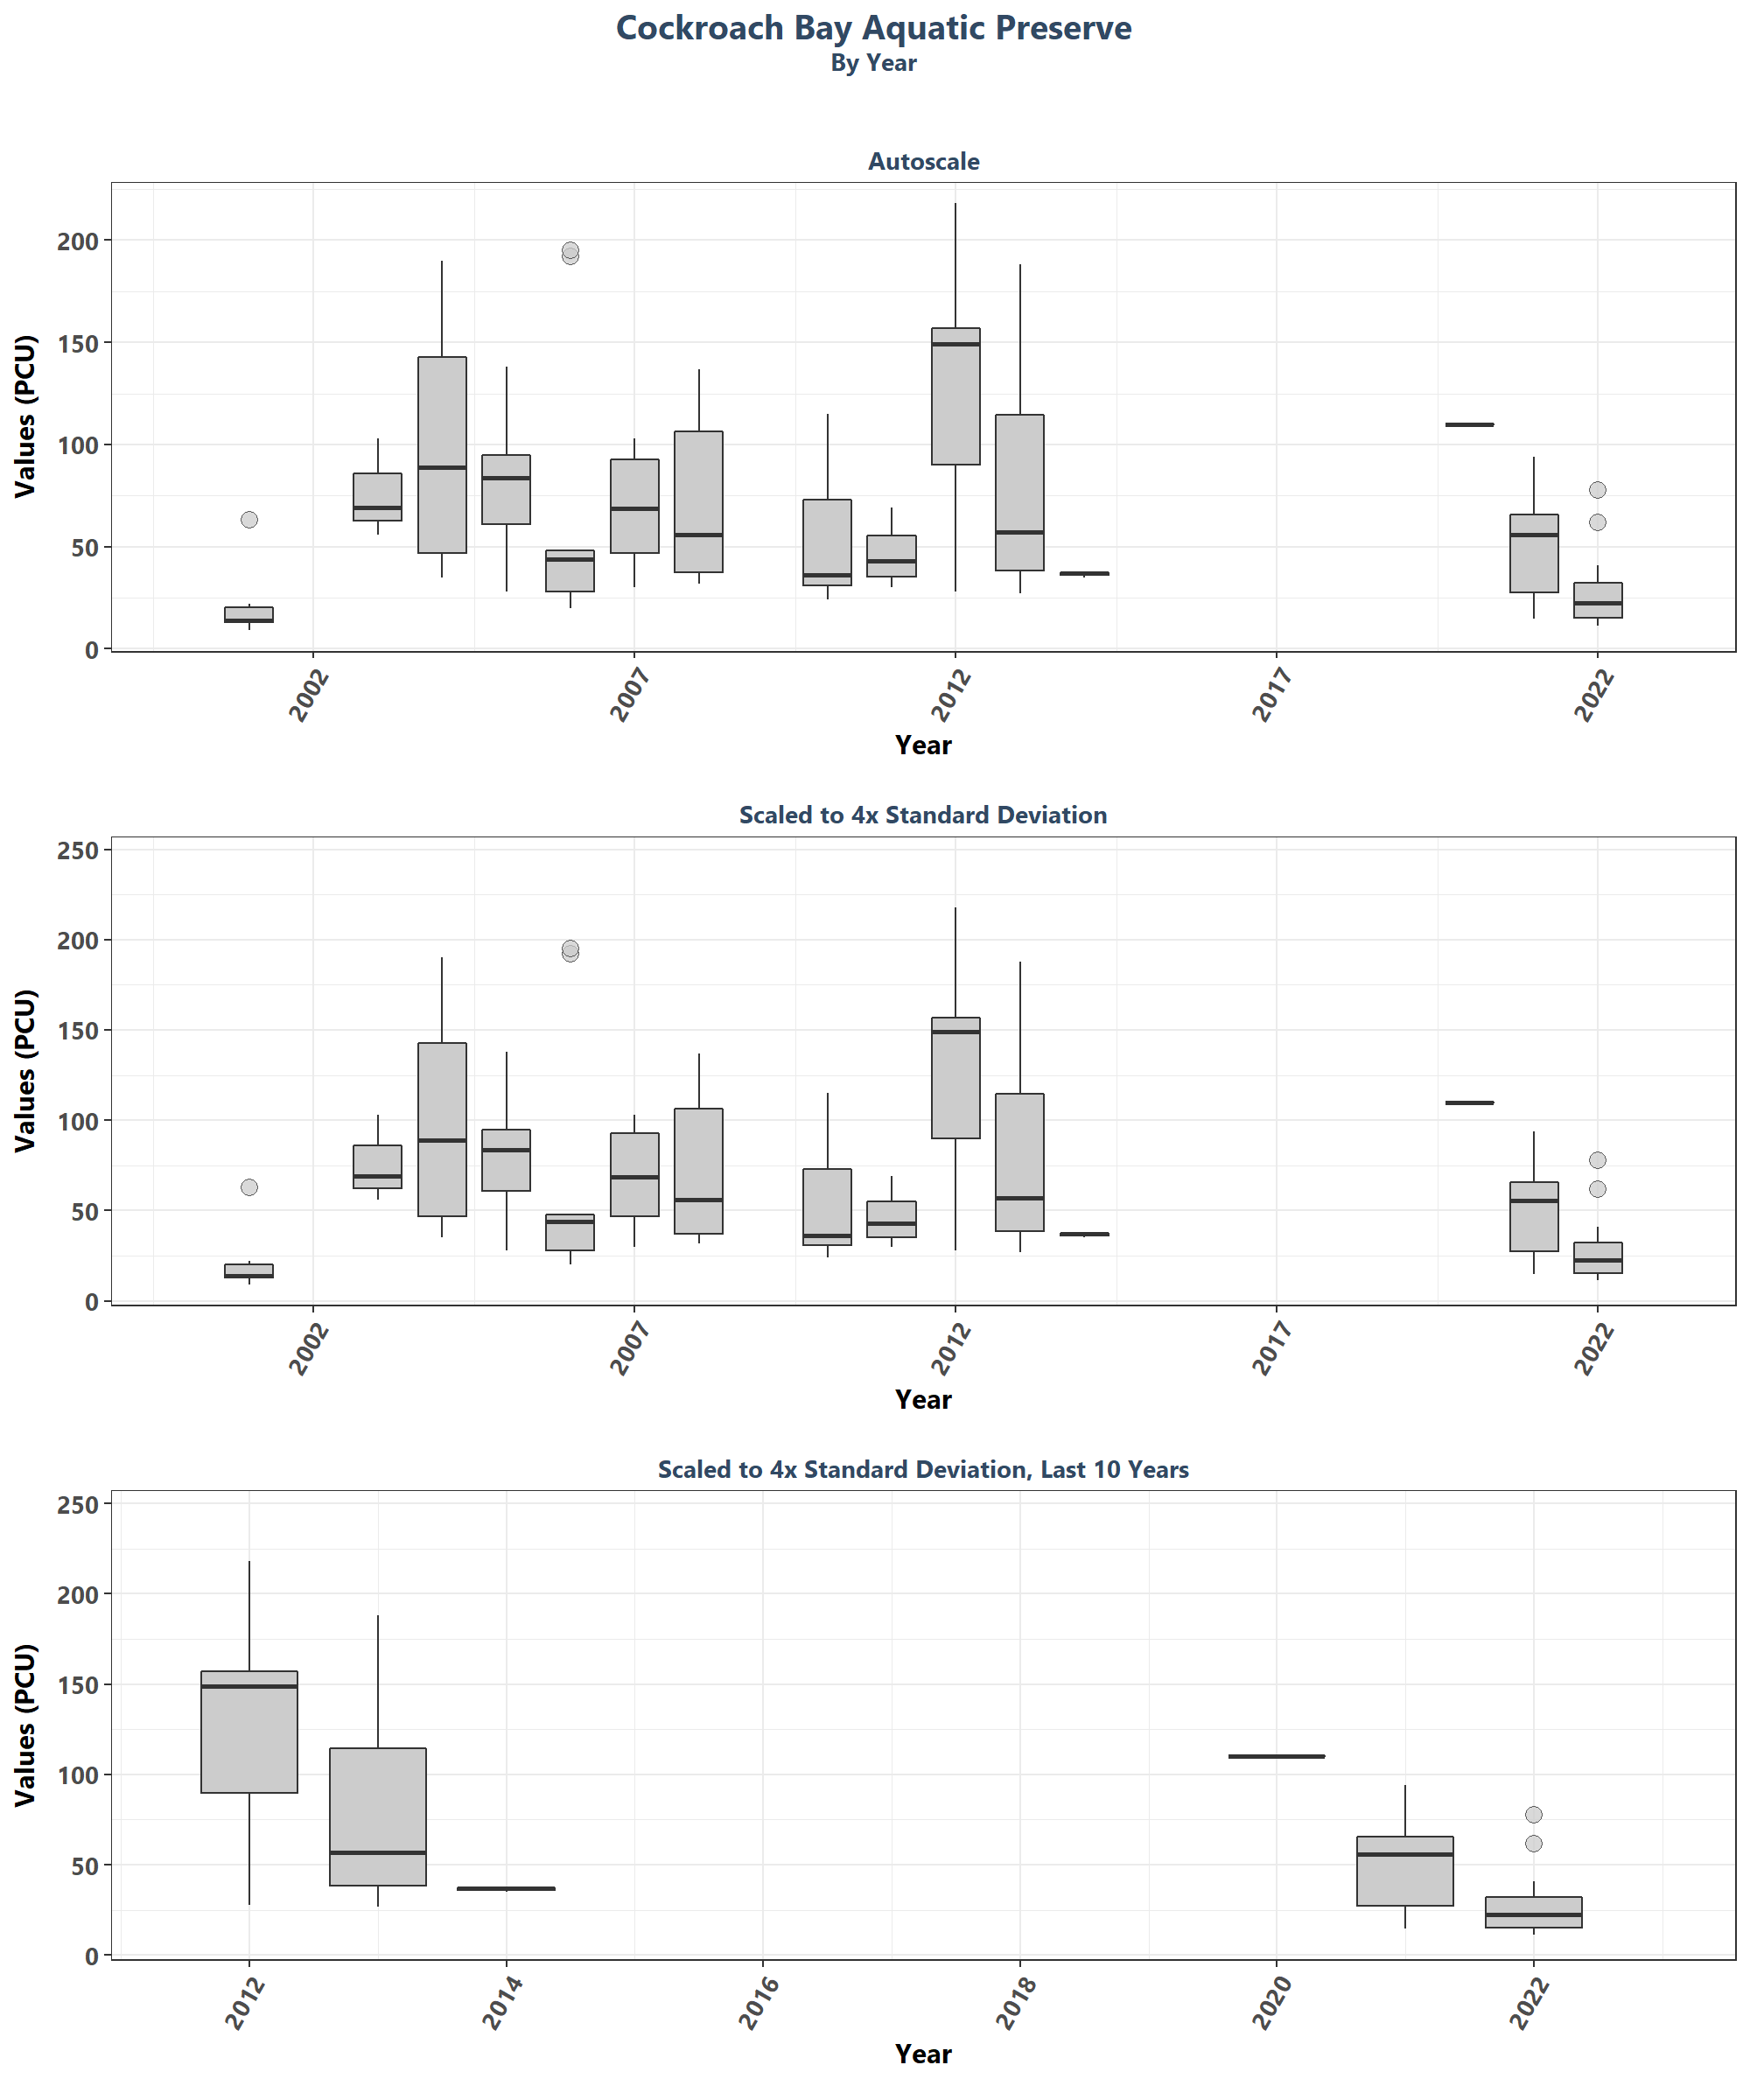 Cockroach Bay Aquatic Preserve
By Year
Autoscale
Values (PCU)
200
150
100
50
0
2002 2007 2012 2017 2022
Year
Scaled to 4x Standard Deviation
Values (PCU)
250
200
150
100
50
0
2002 2007 2012 2017 2022
Year
Scaled to 4x Standard Deviation, Last 10 Years
Values (PCU)
250
200
150
100
50
0
2012 2014 2016 2018 2020 2022
Year